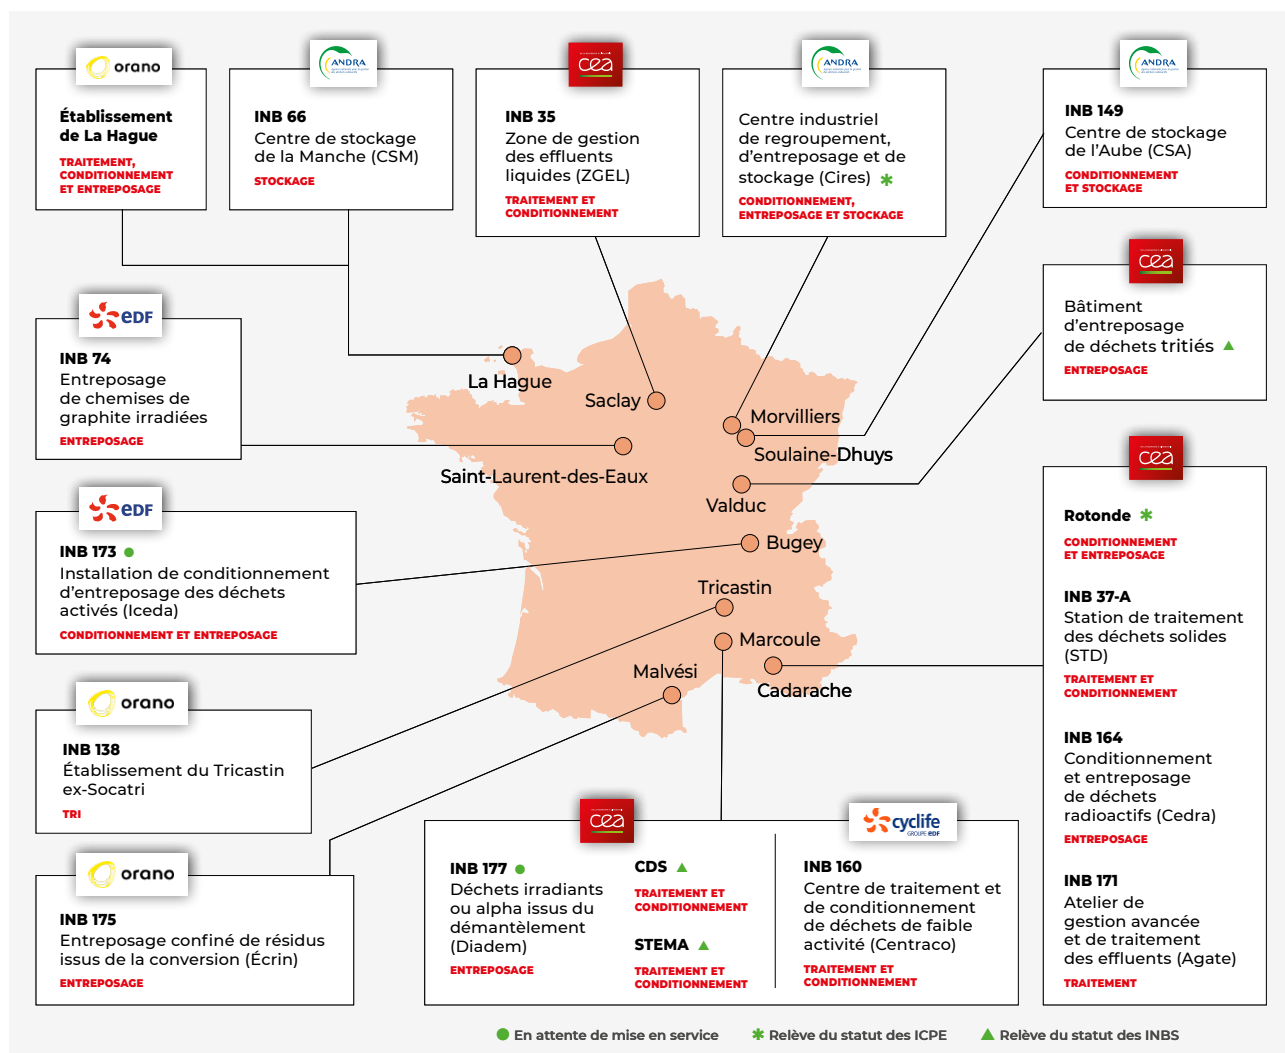 orano
Établissement
de La Hague
TRAITEMENT,
CONDITIONNEMENT
ET ENTREPOSAGE
ANDRA
INB 66
Centre de stockage
de la Manche (CSM)
STOCKAGE
cea
INB 35
Zone de gestion
des effluents
liquides (ZGEL)
TRAITEMENT ET
CONDITIONNEMENT
ANDRA
Centre industriel
de regroupement,
d'entreposage et de
stockage (Cires) ✱
CONDITIONNEMENT,
ENTREPOSAGE ET STOCKAGE
ANDRA
INB 149
Centre de stockage
de l'Aube (CSA)
CONDITIONNEMENT
ET STOCKAGE
cea
Bâtiment
d'entreposage
de déchets tritiés ▲
ENTREPOSAGE
eDF
INB 74
Entreposage
de chemises de
graphite irradiées
ENTREPOSAGE
eDF
INB 173 ●
Installation de conditionnement
d'entreposage des déchets
activés (Iceda)
CONDITIONNEMENT ET ENTREPOSAGE
La Hague
Saclay
Morvilliers
Soulaine-Dhuys
Saint-Laurent-des-Eaux
Valduc
Bugey
Tricastin
Marcoule
Malvési
Cadarache
cea
Rotonde ✱
CONDITIONNEMENT
ET ENTREPOSAGE
INB 37-A
Station de traitement
des déchets solides
(STD)
TRAITEMENT ET
CONDITIONNEMENT
INB 164
Conditionnement
et entreposage
de déchets
radioactifs (Cedra)
ENTREPOSAGE
INB 171
Atelier de
gestion avancée
et de traitement
des effluents (Agate)
TRAITEMENT
orano
INB 138
Établissement du Tricastin
ex-Socatri
TRI
orano
INB 175
Entreposage confiné de résidus
issus de la conversion (Écrin)
ENTREPOSAGE
cea
INB 177 ●
Déchets irradiants
ou alpha issus du
démantèlement
(Diadem)
ENTREPOSAGE
CDS ▲
TRAITEMENT ET
CONDITIONNEMENT
STEMA ▲
TRAITEMENT ET
CONDITIONNEMENT
cyclife
GROUPE eDF
INB 160
Centre de traitement et
de conditionnement
de déchets de faible
activité (Centraco)
TRAITEMENT ET
CONDITIONNEMENT
● En attente de mise en service ✱ Relève du statut des ICPE ▲ Relève du statut des INBS